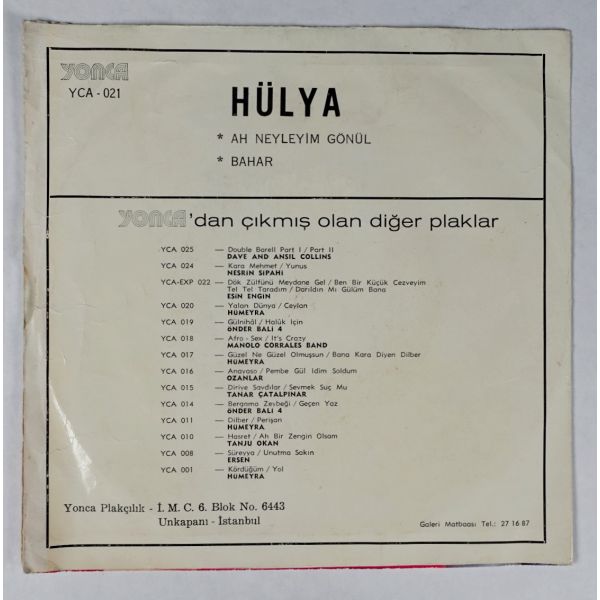 YONCA
YCA - 021
HÜLYA
* AH NEYLEYİM GÖNÜL
* BAHAR
YONCA'dan çıkmış olan diğer plaklar
YCA 025 — Double Barell Part I / Part II
DAVE AND ANSIL COLLINS
YCA 024 — Kara Mehmet / Yunus
NESRİN SİPAHİ
YCA-EXP 022 — Dök Zülfünü Meydane Gel / Ben Bir Küçük Cezveyim
Tel Tel Taradım / Darıldın Mı Gülüm Bana
ESİN ENGİN
YCA 020 — Yalan Dünya / Ceylan
HÜMEYRA
YCA 019 — Gülnihâl / Halûk İçin
ÖNDER BALİ 4
YCA 018 — Afro - Sex / It's Crazy
MANOLO CORRALES BAND
YCA 017 — Güzel Ne Güzel Olmuşsun / Bana Kara Diyen Dilber
HÜMEYRA
YCA 016 — Anayaso / Pembe Gül İdim Soldum
OZANLAR
YCA 015 — Diriye Saydılar / Sevmek Suç Mu
TANAR ÇATALPINAR
YCA 014 — Bergama Zeybeği / Geçen Yaz
ÖNDER BALİ 4
YCA 011 — Dilber / Perişan
HÜMEYRA
YCA 010 — Hasret / Ah Bir Zengin Olsam
TANJU OKAN
YCA 008 — Süreyya / Unutma Sakın
ERSEN
YCA 001 — Kördüğüm / Yol
HÜMEYRA
Yonca Plakçılık - İ. M. C. 6. Blok No. 6443
Unkapanı - İstanbul
Galeri Matbaası Tel.: 27 16 87